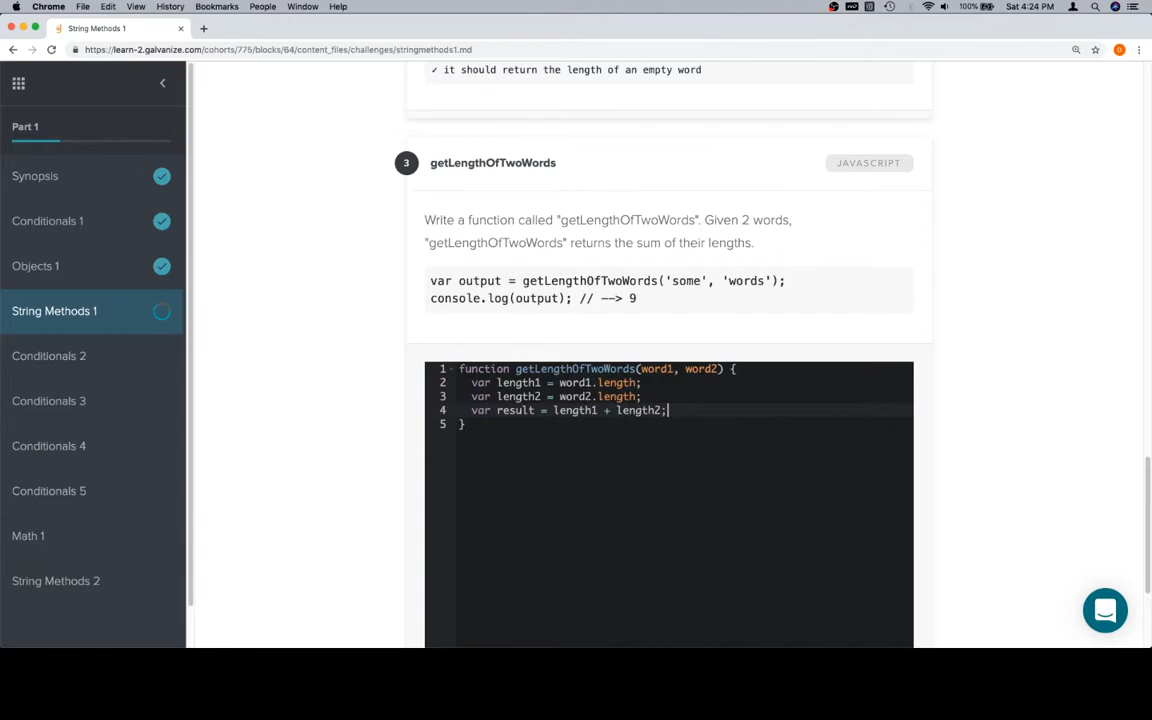 Chrome File Edit View History Bookmarks People Window Help 100% Sat 4:24 PM
String Methods 1
https://learn-2.galvanize.com/cohorts/775/blocks/64/content_files/challenges/stringmethods1.md
Part 1
Synopsis
Conditionals 1
Objects 1
String Methods 1
Conditionals 2
Conditionals 3
Conditionals 4
Conditionals 5
Math 1
String Methods 2
✓ it should return the length of an empty word
3 getLengthOfTwoWords JAVASCRIPT
Write a function called "getLengthOfTwoWords". Given 2 words,
"getLengthOfTwoWords" returns the sum of their lengths.
var output = getLengthOfTwoWords('some', 'words');
console.log(output); // --> 9
1 function getLengthOfTwoWords(word1, word2) {
2 var length1 = word1.length;
3 var length2 = word2.length;
4 var result = length1 + length2;
5 }